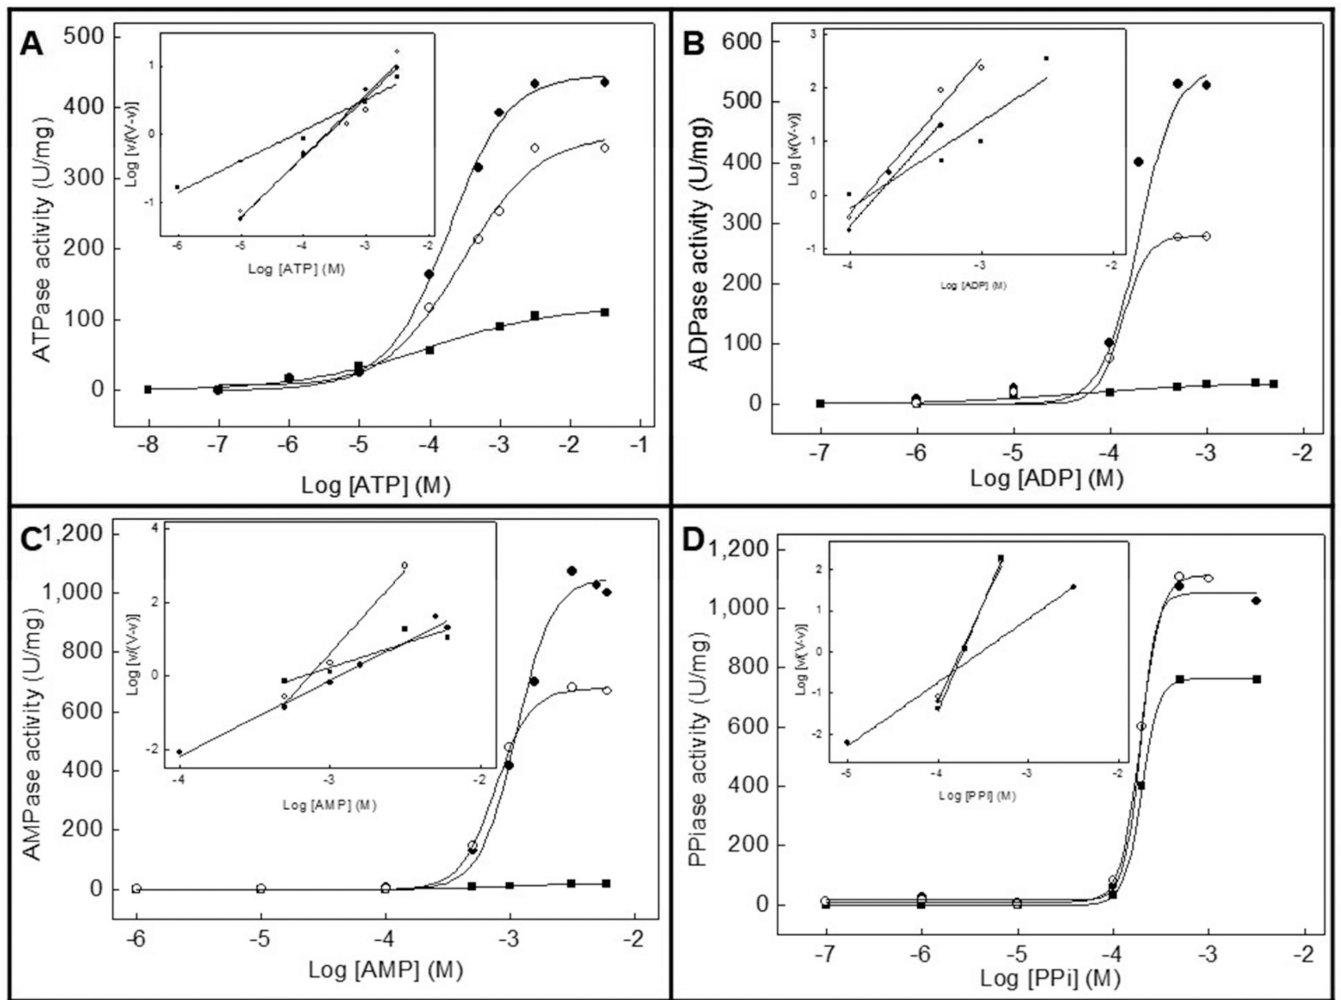 A
500
400
300
200
100
0
ATPase activity (U/mg)
-8 -7 -6 -5 -4 -3 -2 -1
Log [ATP] (M)
1
0
-1
Log [v/(V-v)]
-6 -5 -4 -3 -2
Log [ATP] (M)
B
600
500
400
300
200
100
0
ADPase activity (U/mg)
-7 -6 -5 -4 -3 -2
Log [ADP] (M)
3
2
1
0
-1
Log [v/(V-v)]
-4 -3 -2
Log [ADP] (M)
C
1,200
1,000
800
600
400
200
0
AMPase activity (U/mg)
-6 -5 -4 -3 -2
Log [AMP] (M)
4
2
0
-2
Log [v/(V-v)]
-4 -3 -2
Log [AMP] (M)
D
1,200
1,000
800
600
400
200
0
PPiase activity (U/mg)
-7 -6 -5 -4 -3 -2
Log [PPi] (M)
2
1
0
-1
-2
Log [v/(V-v)]
-5 -4 -3 -2
Log [PPi] (M)